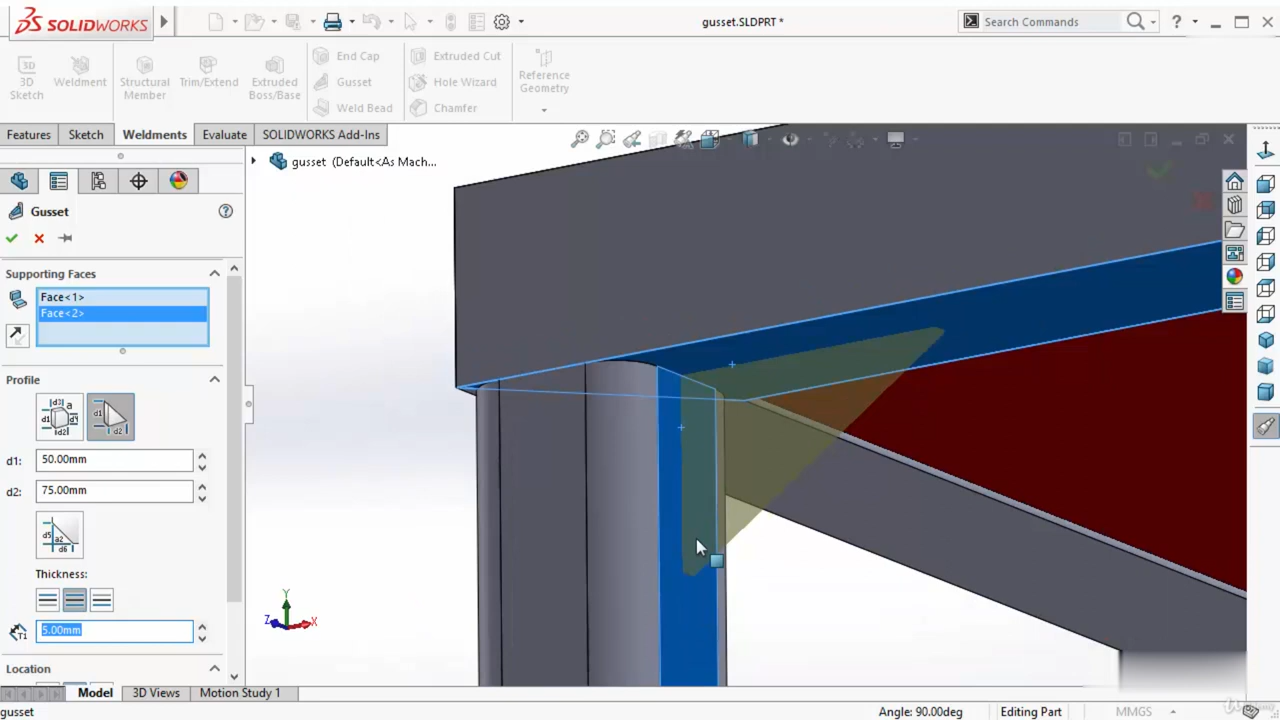 SOLIDWORKS
gusset.SLDPRT *
Search Commands
?
3D Sketch
Weldment
Structural Member
Trim/Extend
Extruded Boss/Base
End Cap
Gusset
Weld Bead
Extruded Cut
Hole Wizard
Chamfer
Reference Geometry
Features
Sketch
Weldments
Evaluate
SOLIDWORKS Add-Ins
gusset (Default<As Mach...
Gusset
Supporting Faces
Face<1>
Face<2>
Profile
d1:
50.00mm
d2:
75.00mm
Thickness:
T1
5.00mm
Location
Y
Z
X
Model
3D Views
Motion Study 1
gusset
Angle: 90.00deg
Editing Part
MMGS